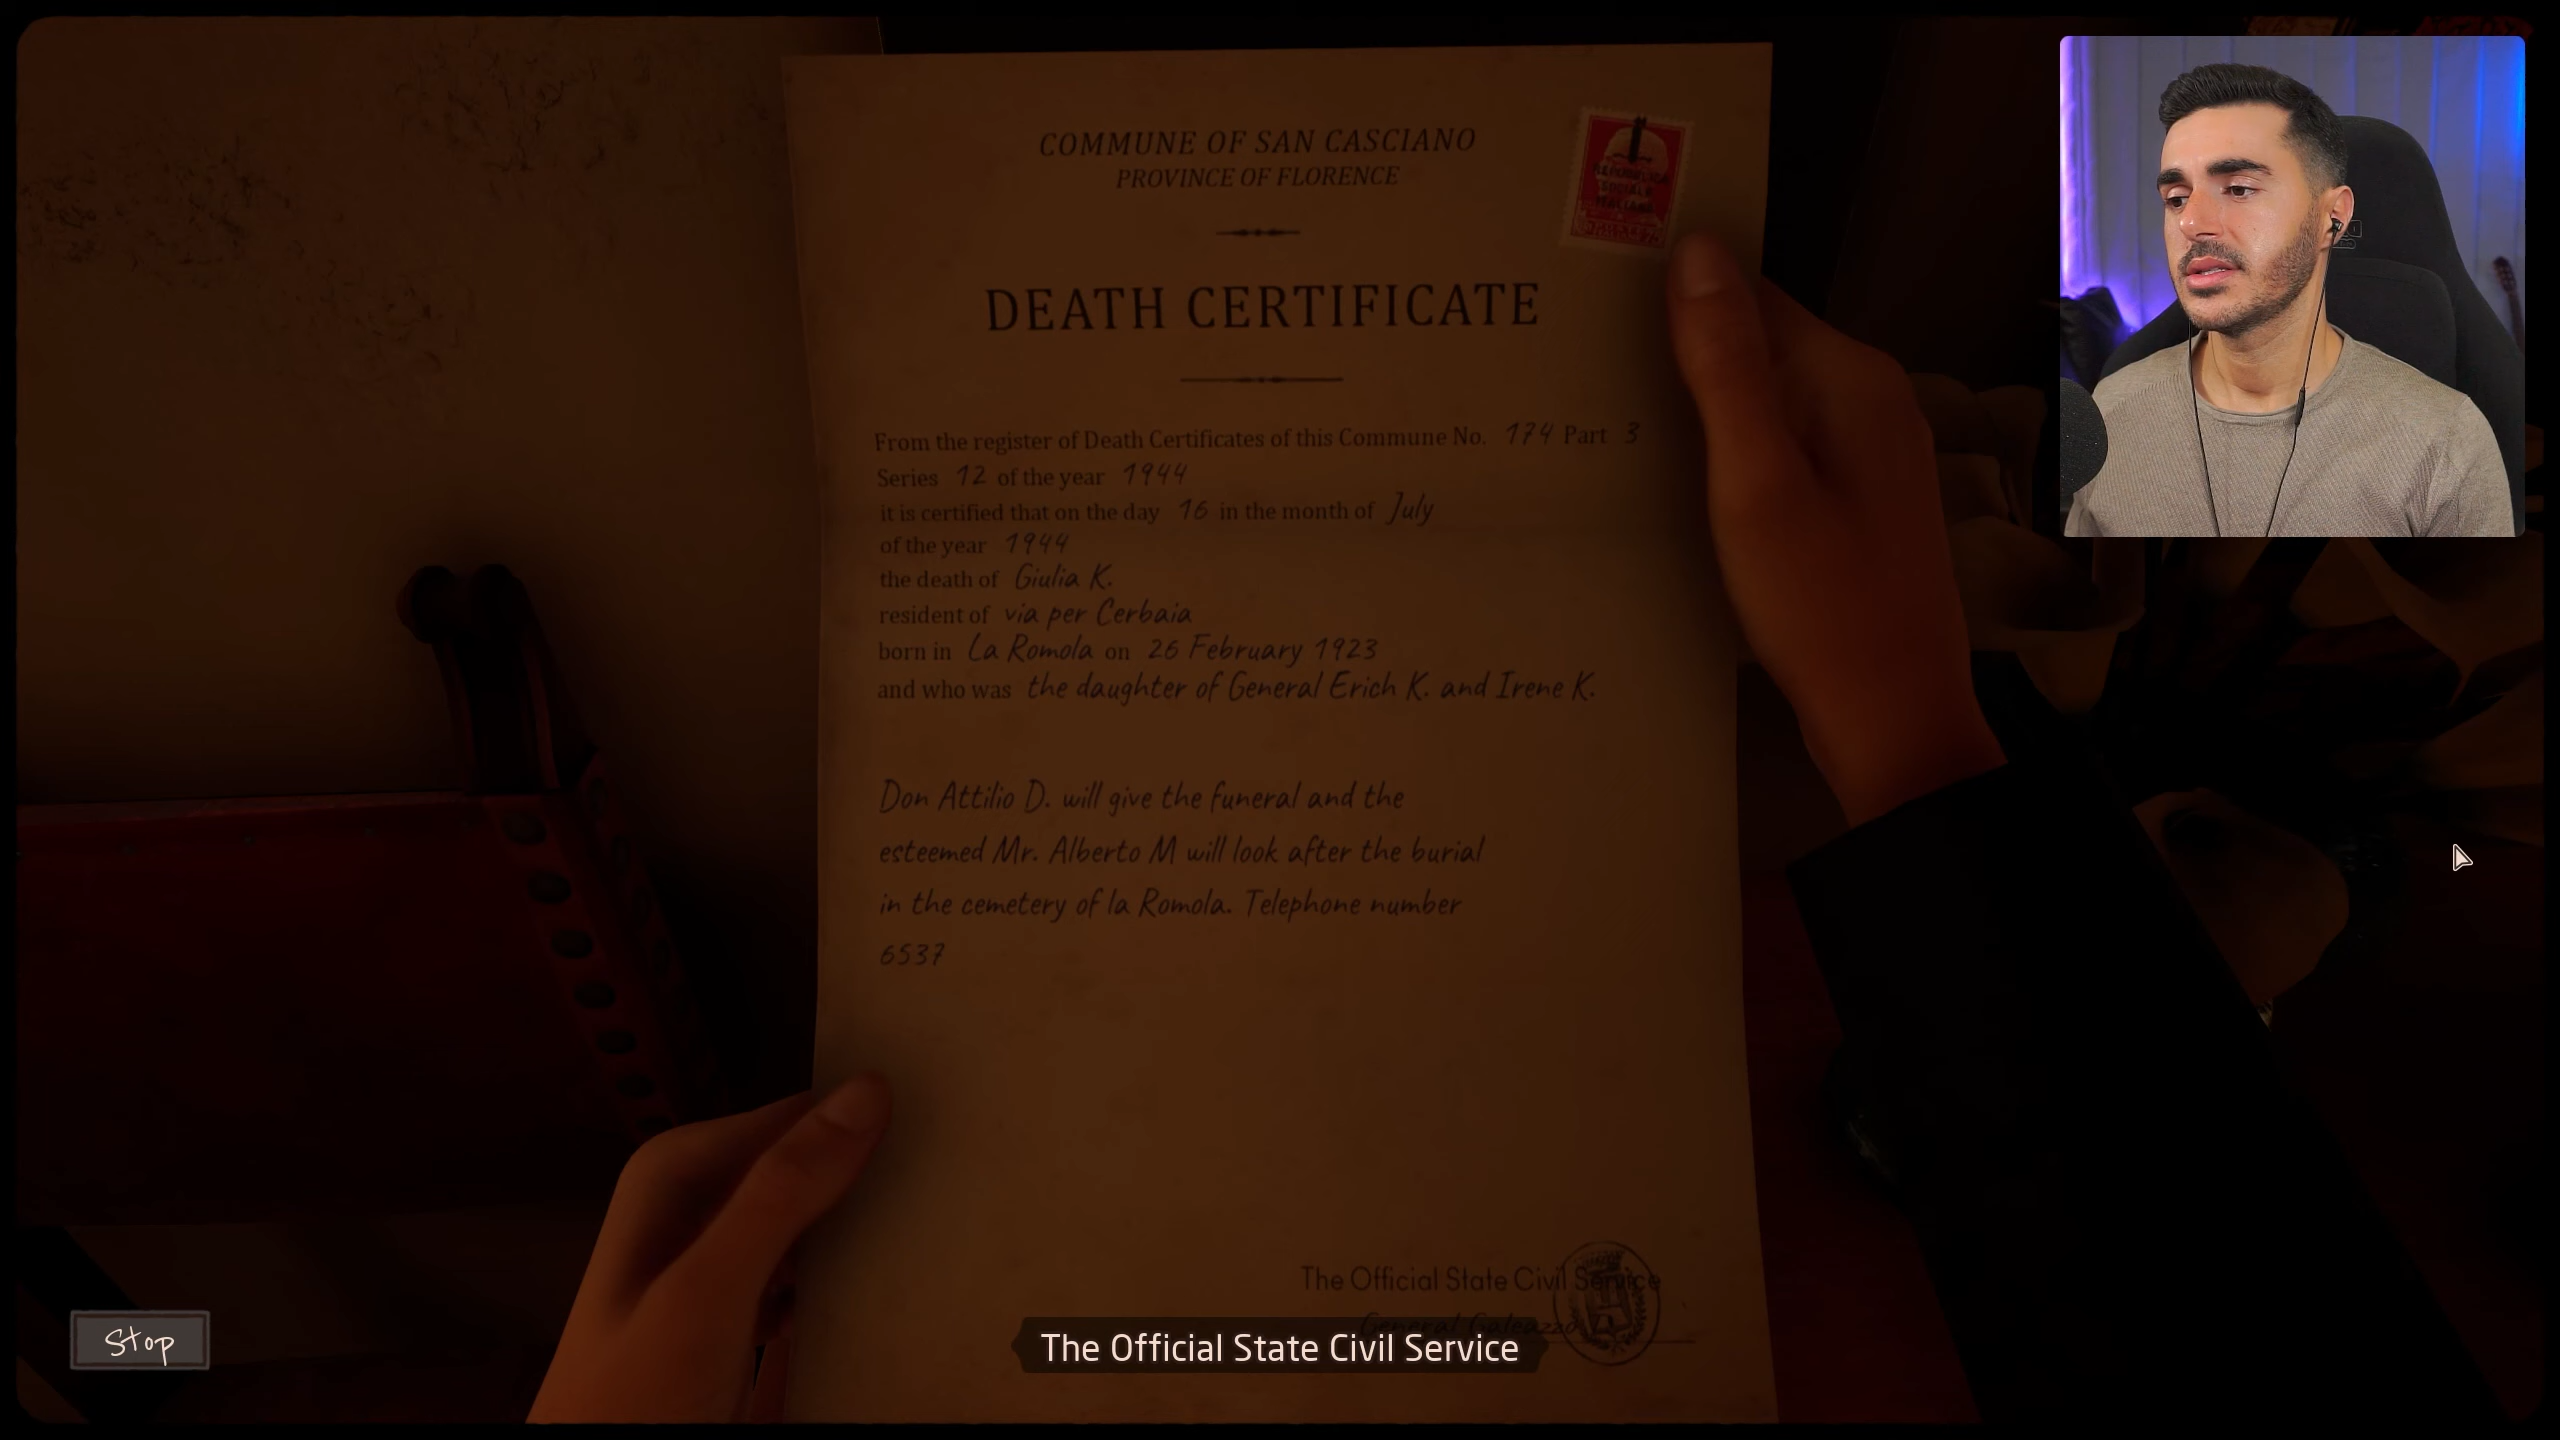 COMMUNE OF SAN CASCIANO
PROVINCE OF FLORENCE
REPUBBLICA
SOCIALE
ITALIANA
DEATH CERTIFICATE
From the register of Death Certificates of this Commune No. 174 Part 3
Series 12 of the year 1944
it is certified that on the day 16 in the month of July
of the year 1944
the death of Giulia K.
resident of via per Cerbaia
born in La Romola on 26 February 1923
and who was the daughter of General Erich K. and Irene K.
Don Attilio D. will give the funeral and the
esteemed Mr. Alberto M will look after the burial
in the cemetery of la Romola. Telephone number
6537
The Official State Civil Service
General Galeazzo
The Official State Civil Service
Stop